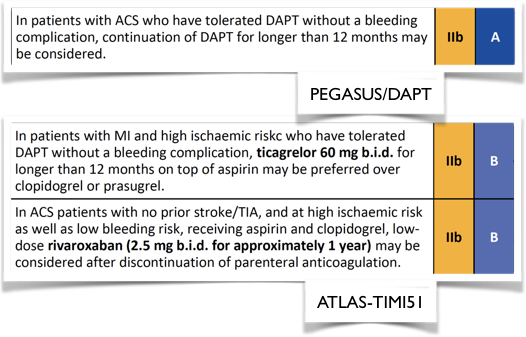 In patients with ACS who have tolerated DAPT without a bleeding
complication, continuation of DAPT for longer than 12 months may
be considered.
IIb
A
PEGASUS/DAPT
In patients with MI and high ischaemic riskc who have tolerated
DAPT without a bleeding complication, ticagrelor 60 mg b.i.d. for
longer than 12 months on top of aspirin may be preferred over
clopidogrel or prasugrel.
IIb
B
In ACS patients with no prior stroke/TIA, and at high ischaemic risk
as well as low bleeding risk, receiving aspirin and clopidogrel, low-
dose rivaroxaban (2.5 mg b.i.d. for approximately 1 year) may be
considered after discontinuation of parenteral anticoagulation.
IIb
B
ATLAS-TIMI51